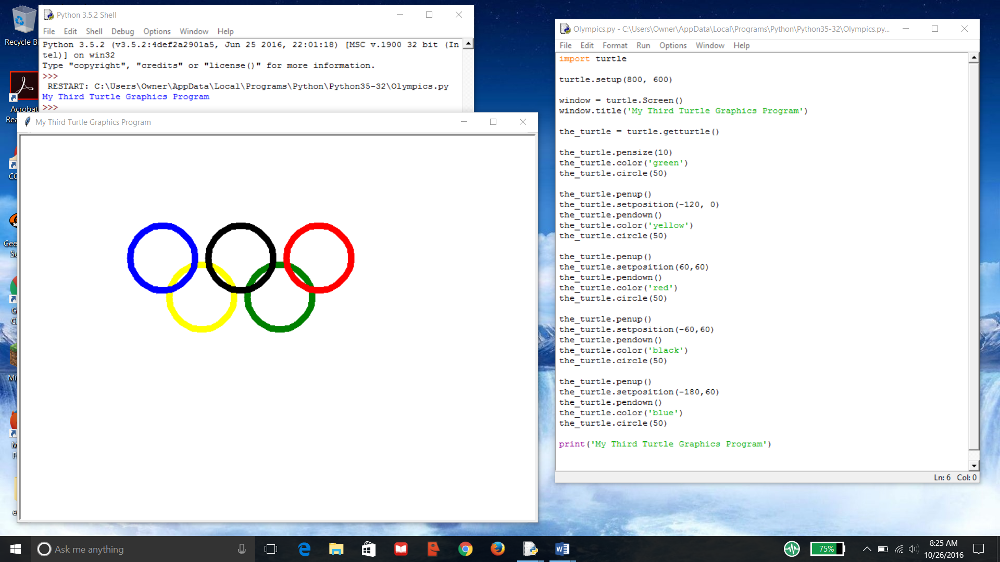 Recycle B
Acrobat
Rea
CC
Gee
Su
G
Cl
Mi
M
F
e
Python 3.5.2 Shell
File Edit Shell Debug Options Window Help
Python 3.5.2 (v3.5.2:4def2a2901a5, Jun 25 2016, 22:01:18) [MSC v.1900 32 bit (In
tel)] on win32
Type "copyright", "credits" or "license()" for more information.
>>>
RESTART: C:\Users\Owner\AppData\Local\Programs\Python\Python35-32\Olympics.py
My Third Turtle Graphics Program
>>>
My Third Turtle Graphics Program
Olympics.py - C:\Users\Owner\AppData\Local\Programs\Python\Python35-32\Olympics.py...
File Edit Format Run Options Window Help
import turtle
turtle.setup(800, 600)
window = turtle.Screen()
window.title('My Third Turtle Graphics Program')
the_turtle = turtle.getturtle()
the_turtle.pensize(10)
the_turtle.color('green')
the_turtle.circle(50)
the_turtle.penup()
the_turtle.setposition(-120, 0)
the_turtle.pendown()
the_turtle.color('yellow')
the_turtle.circle(50)
the_turtle.penup()
the_turtle.setposition(60,60)
the_turtle.pendown()
the_turtle.color('red')
the_turtle.circle(50)
the_turtle.penup()
the_turtle.setposition(-60,60)
the_turtle.pendown()
the_turtle.color('black')
the_turtle.circle(50)
the_turtle.penup()
the_turtle.setposition(-180,60)
the_turtle.pendown()
the_turtle.color('blue')
the_turtle.circle(50)
print('My Third Turtle Graphics Program')
Ln: 6 Col: 0
Ask me anything
75%
8:25 AM
10/26/2016